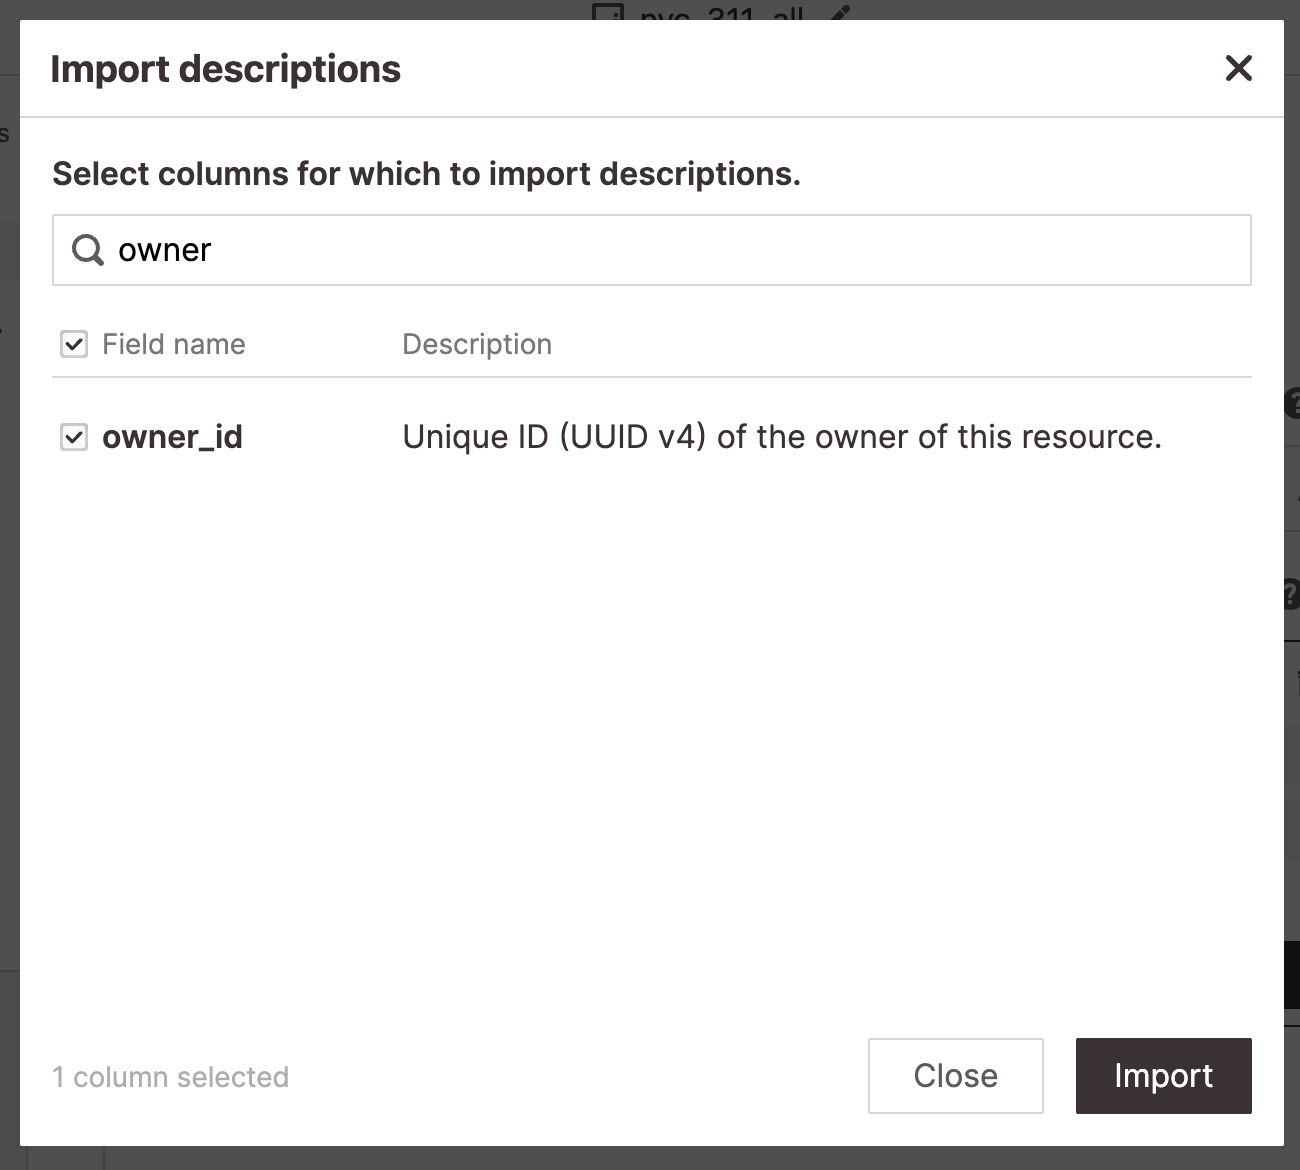 nyc_311_all
Import descriptions
Select columns for which to import descriptions.
owner
Field name Description
owner_id Unique ID (UUID v4) of the owner of this resource.
1 column selected Close Import